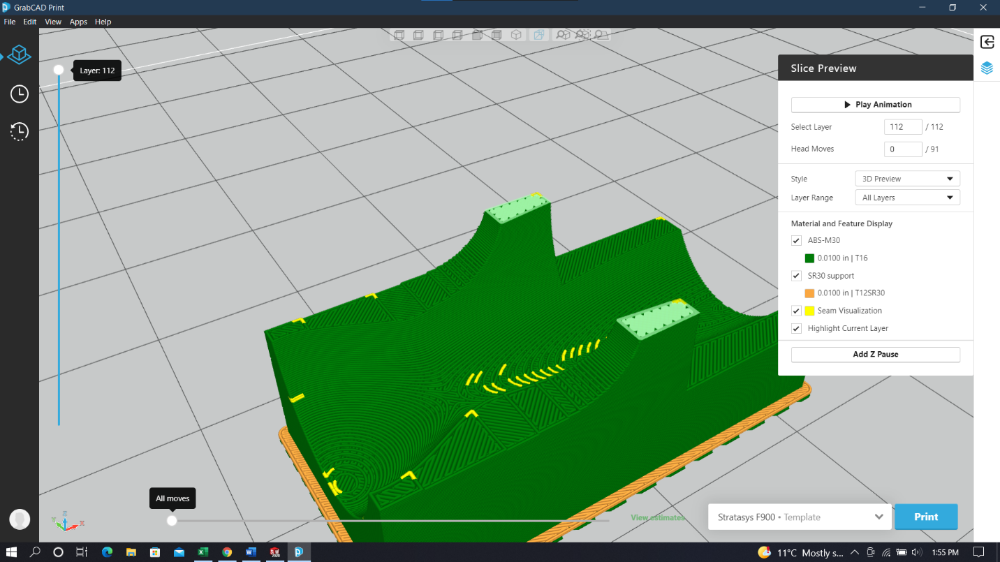 GrabCAD Print
File Edit View Apps Help
Layer: 112
Slice Preview
Play Animation
Select Layer 112 / 112
Head Moves 0 / 91
Style 3D Preview
Layer Range All Layers
Material and Feature Display
ABS-M30
0.0100 in | T16
SR30 support
0.0100 in | T12SR30
Seam Visualization
Highlight Current Layer
Add Z Pause
All moves
View estimates
Stratasys F900 • Template
Print
Z
Y
X
11°C Mostly s...
1:55 PM